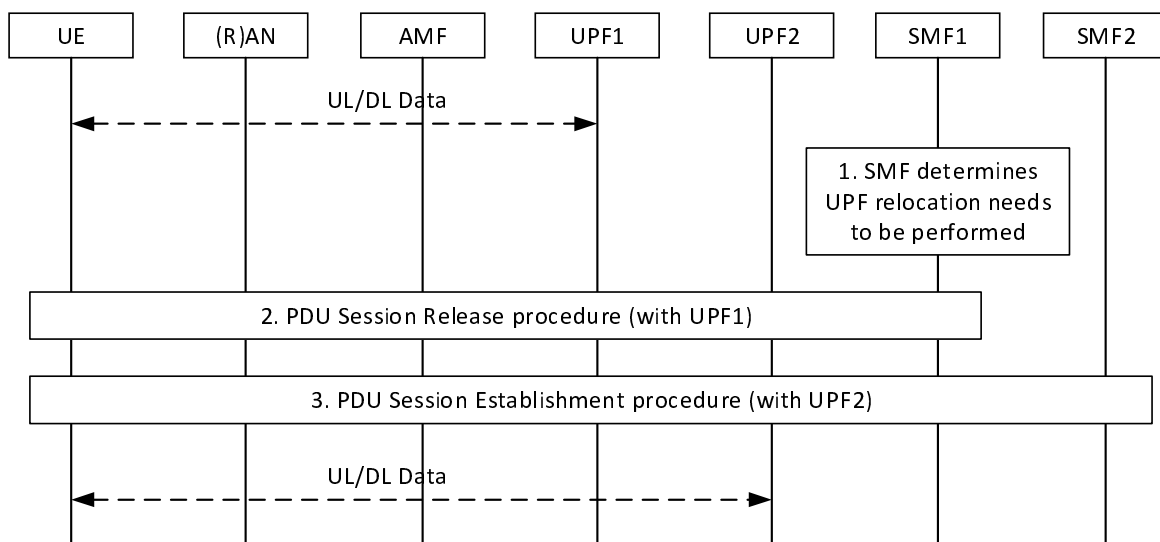 UE
(R)AN
AMF
UPF1
UPF2
SMF1
SMF2
UL/DL Data
1. SMF determines
UPF relocation needs
to be performed
2. PDU Session Release procedure (with UPF1)
3. PDU Session Establishment procedure (with UPF2)
UL/DL Data